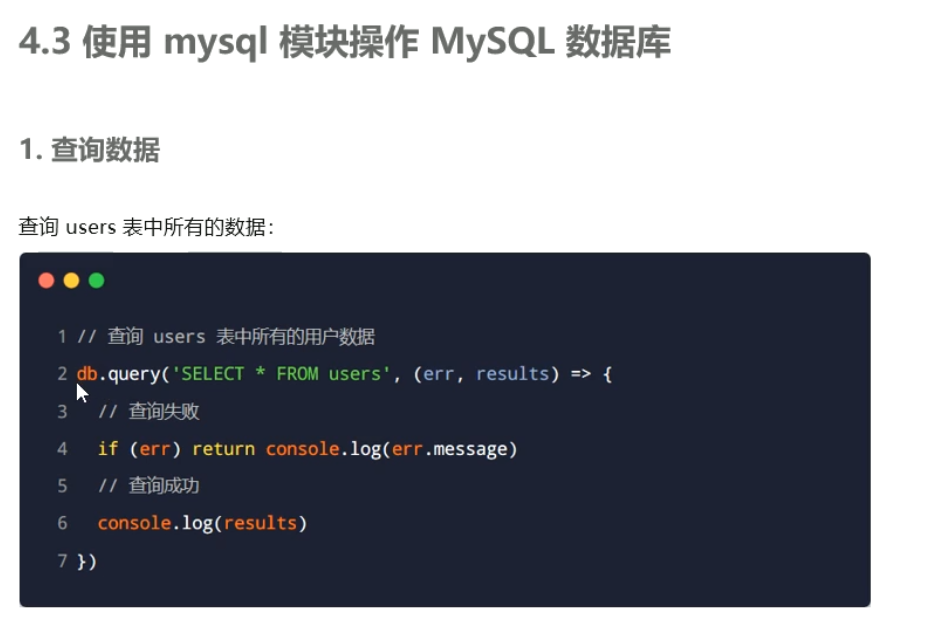 4.3 使用 mysql 模块操作 MySQL 数据库
1. 查询数据
查询 users 表中所有的数据：
1 // 查询 users 表中所有的用户数据
2 db.query('SELECT * FROM users', (err, results) => {
3 // 查询失败
4 if (err) return console.log(err.message)
5 // 查询成功
6 console.log(results)
7 })